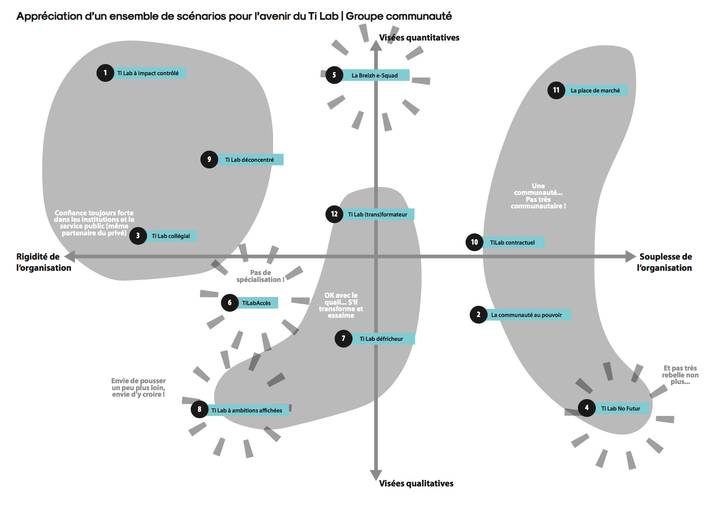 Appréciation d'un ensemble de scénarios pour l'avenir du Ti Lab | Groupe communauté
Visées quantitatives
1 Ti Lab à impact contrôlé
5 La Breizh e-Squad
11 La place de marché
9 Ti Lab déconcentré
Une
communauté...
Pas très
communautaire !
Confiance toujours forte
dans les institutions et le
service public (même
partenaire du privé)
12 Ti Lab (trans)formateur
3 Ti Lab collégial
10 TiLab contractuel
Rigidité de
l'organisation
Souplesse de
l'organisation
Pas de
spécialisation !
6 TiLabAccès
OK avec le
quali... S'il
transforme et
essaime
2 La communauté au pouvoir
7 Ti Lab défricheur
Envie de pousser
un peu plus loin,
envie d'y croire !
Et pas très
rebelle non
plus...
8 Ti Lab à ambitions affichées
4 Ti Lab No Futur
Visées qualitatives